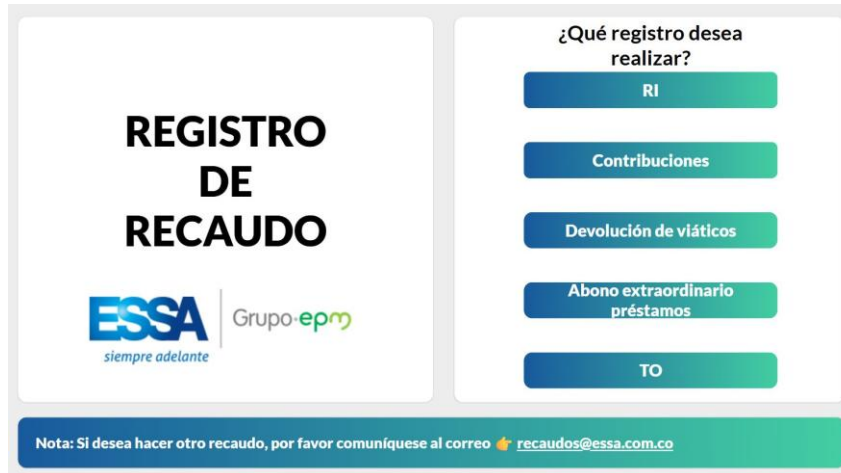 REGISTRO
DE
RECAUDO
ESSA
siempre adelante
Grupo·epm
¿Qué registro desea
realizar?
RI
Contribuciones
Devolución de viáticos
Abono extraordinario
préstamos
TO
Nota: Si desea hacer otro recaudo, por favor comuníquese al correo 👉 recaudos@essa.com.co